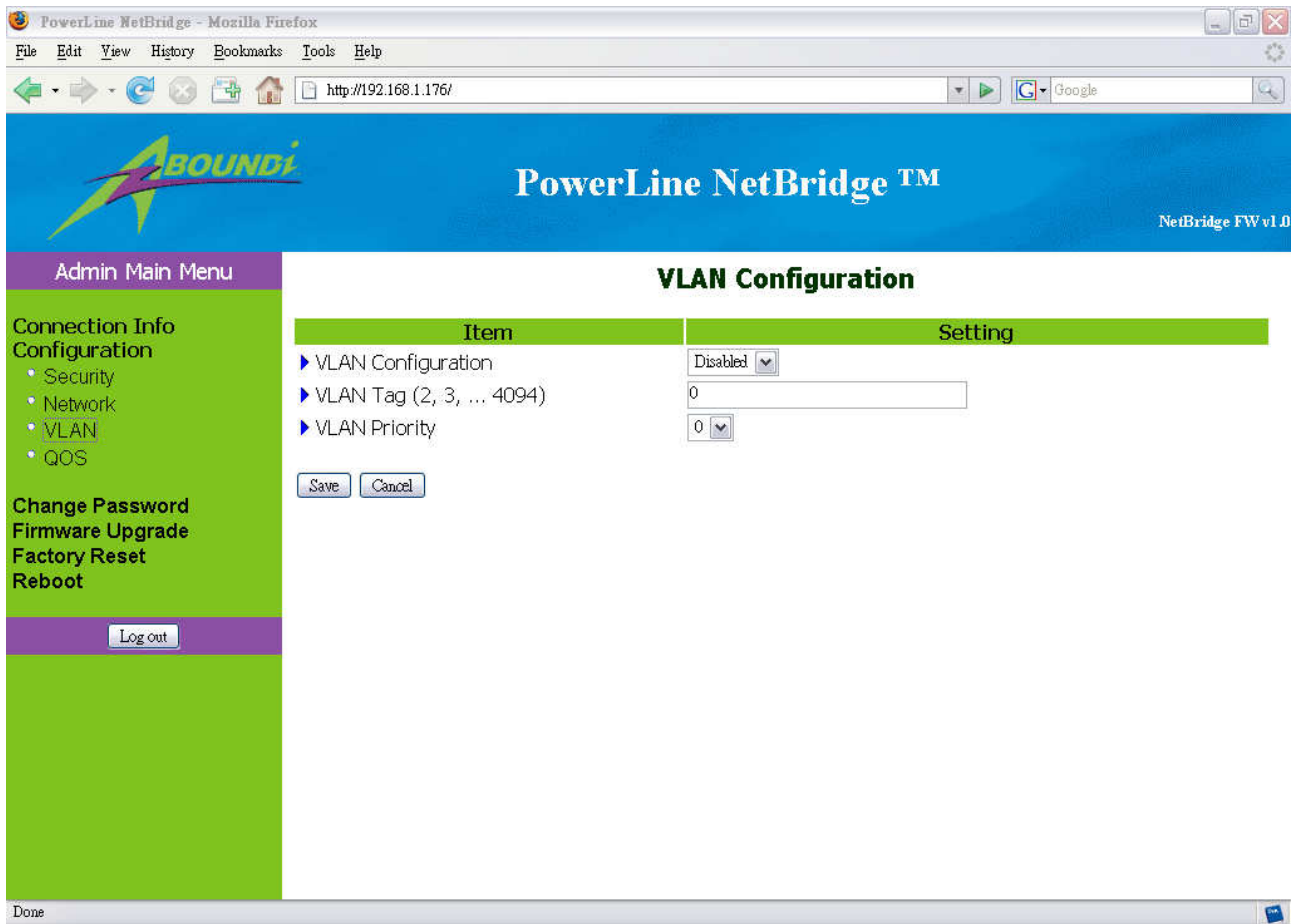 PowerLine NetBridge - Mozilla Firefox
File Edit View History Bookmarks Tools Help
http://192.168.1.176/
G Google
ABOUNDi
PowerLine NetBridge ™
NetBridge FW v1.0
Admin Main Menu
Connection Info
Configuration
Security
Network
VLAN
QOS
Change Password
Firmware Upgrade
Factory Reset
Reboot
Log out
VLAN Configuration
Item Setting
VLAN Configuration Disabled
VLAN Tag (2, 3, ... 4094) 0
VLAN Priority 0
Save Cancel
Done